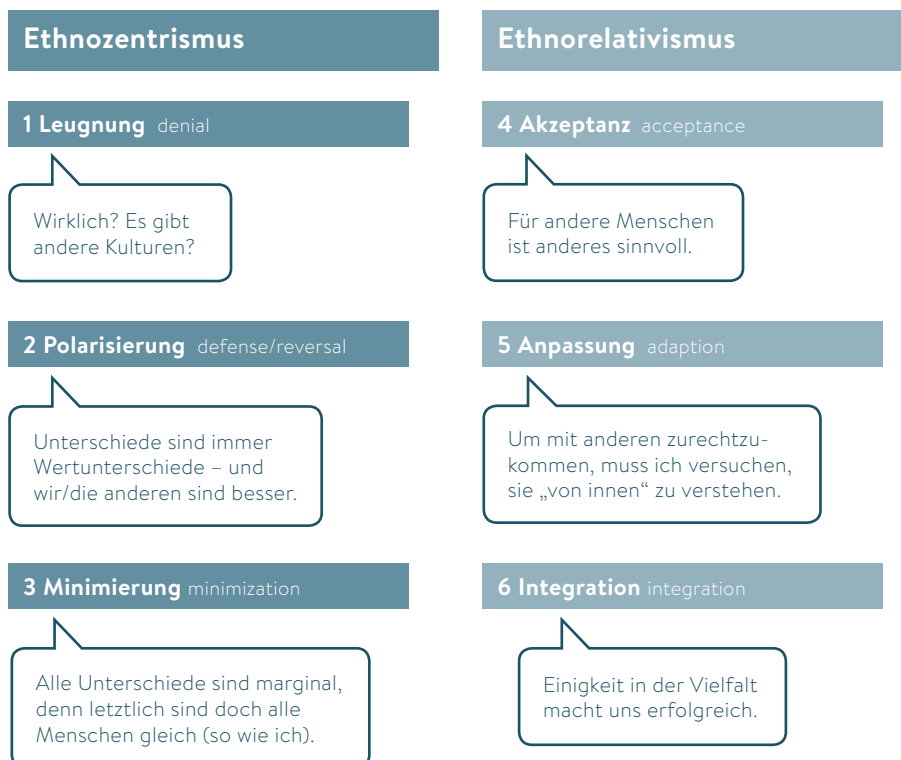 Ethnozentrismus
1 Leugnung denial
Wirklich? Es gibt
andere Kulturen?
2 Polarisierung defense/reversal
Unterschiede sind immer
Wertunterschiede – und
wir/die anderen sind besser.
3 Minimierung minimization
Alle Unterschiede sind marginal,
denn letztlich sind doch alle
Menschen gleich (so wie ich).
Ethnorelativismus
4 Akzeptanz acceptance
Für andere Menschen
ist anderes sinnvoll.
5 Anpassung adaption
Um mit anderen zurechtzu-
kommen, muss ich versuchen,
sie „von innen“ zu verstehen.
6 Integration integration
Einigkeit in der Vielfalt
macht uns erfolgreich.